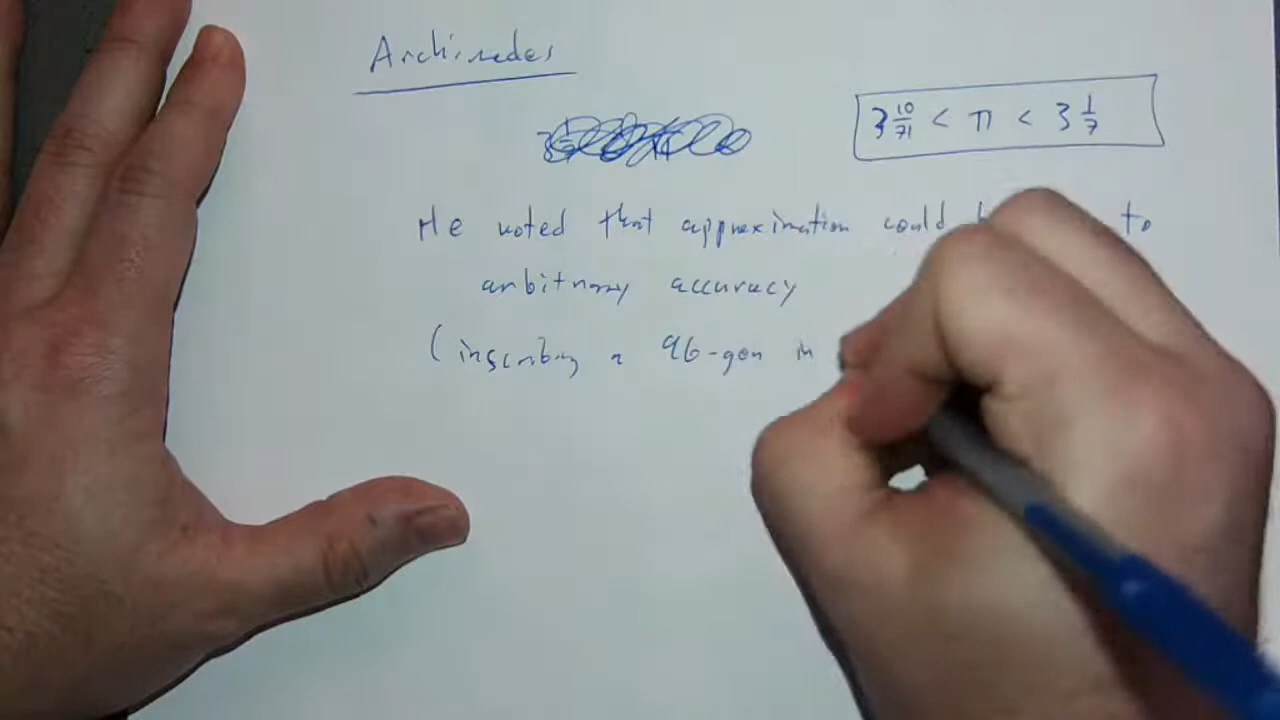 Archimedes
3 10/71 < π < 3 1/7
He noted that approximation could to
arbitrary accuracy
(inscribing a 96-gon in